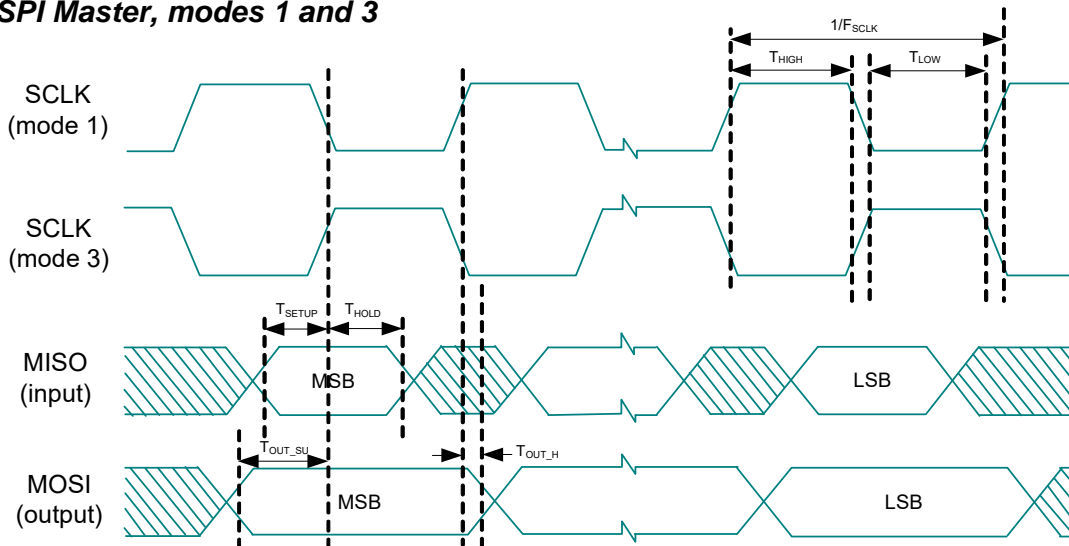 SPI Master, modes 1 and 3
1/FSCLK
THIGH
TLOW
SCLK
(mode 1)
SCLK
(mode 3)
TSETUP
THOLD
MISO
(input)
MSB
LSB
TOUT_SU
TOUT_H
MOSI
(output)
MSB
LSB